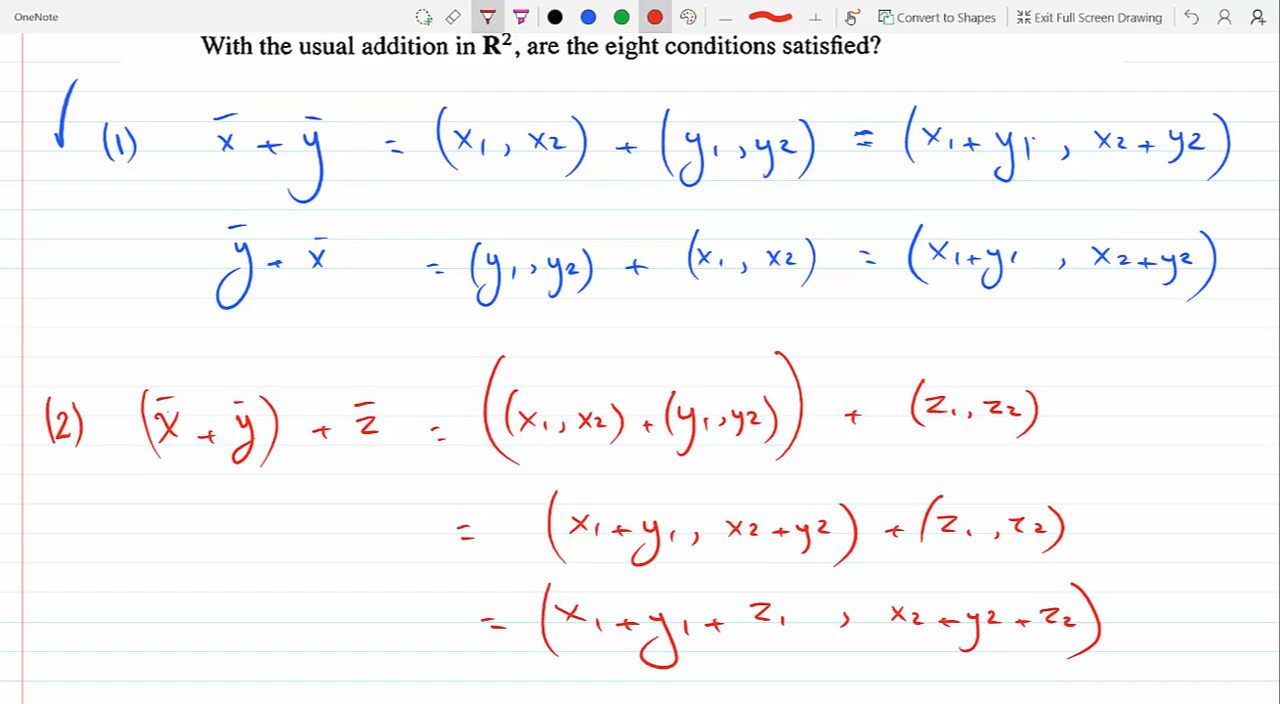 OneNote
Convert to Shapes
Exit Full Screen Drawing
With the usual addition in R², are the eight conditions satisfied?
(1) x̄ + ȳ = (x₁, x₂) + (y₁, y₂) = (x₁ + y₁, x₂ + y₂)
ȳ + x̄ = (y₁, y₂) + (x₁, x₂) = (x₁ + y₁, x₂ + y₂)
(2) (x̄ + ȳ) + z̄ = ((x₁, x₂) + (y₁, y₂)) + (z₁, z₂)
= (x₁ + y₁, x₂ + y₂) + (z₁, z₂)
= (x₁ + y₁ + z₁, x₂ + y₂ + z₂)